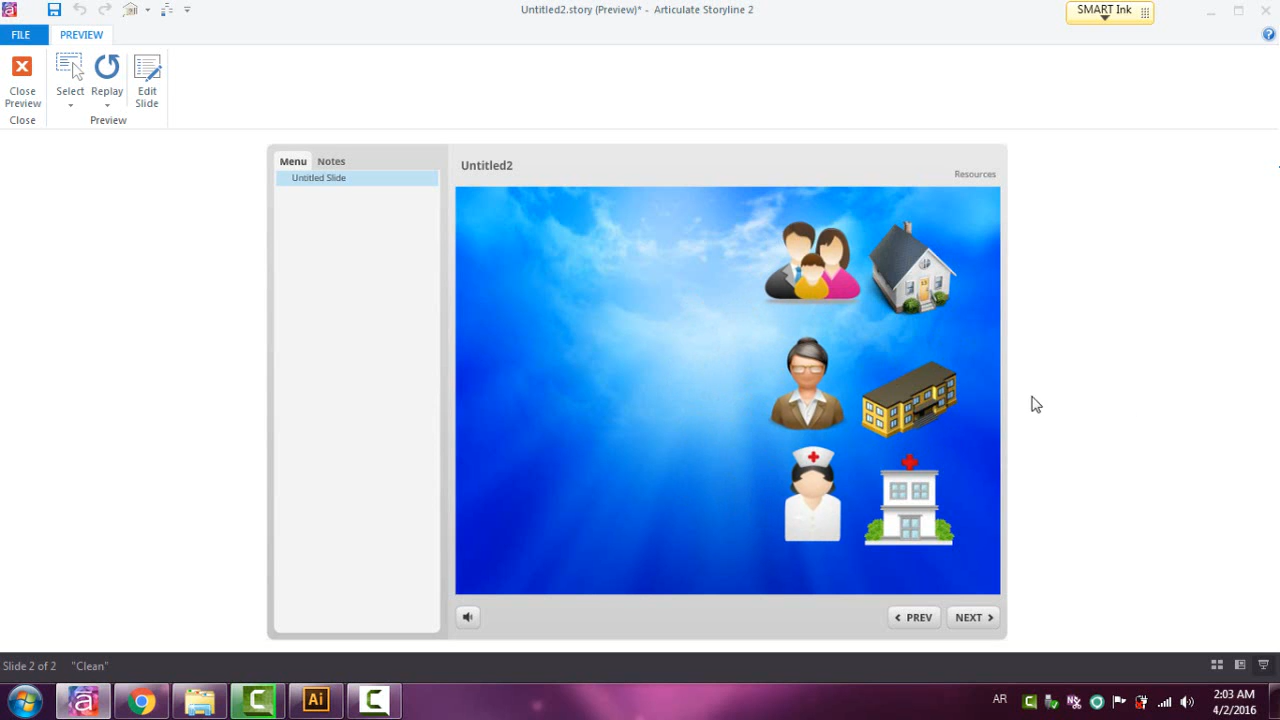 Untitled2.story (Preview)* - Articulate Storyline 2
SMART Ink
FILE
PREVIEW
Close Preview
Select
Replay
Edit Slide
Close
Preview
Menu
Notes
Untitled2
Resources
Untitled Slide
PREV
NEXT
Slide 2 of 2
"Clean"
Ai
AR
2:03 AM
4/2/2016